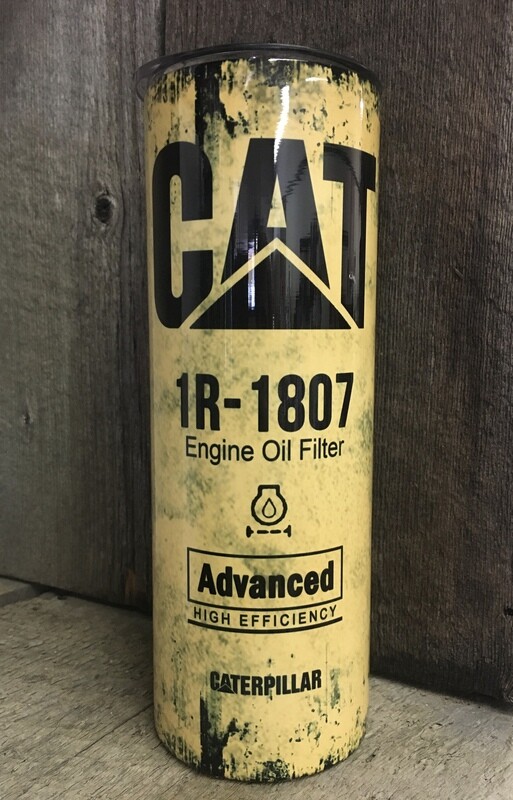 CAT
1R-1807
Engine Oil Filter
Advanced
HIGH EFFICIENCY
CATERPILLAR